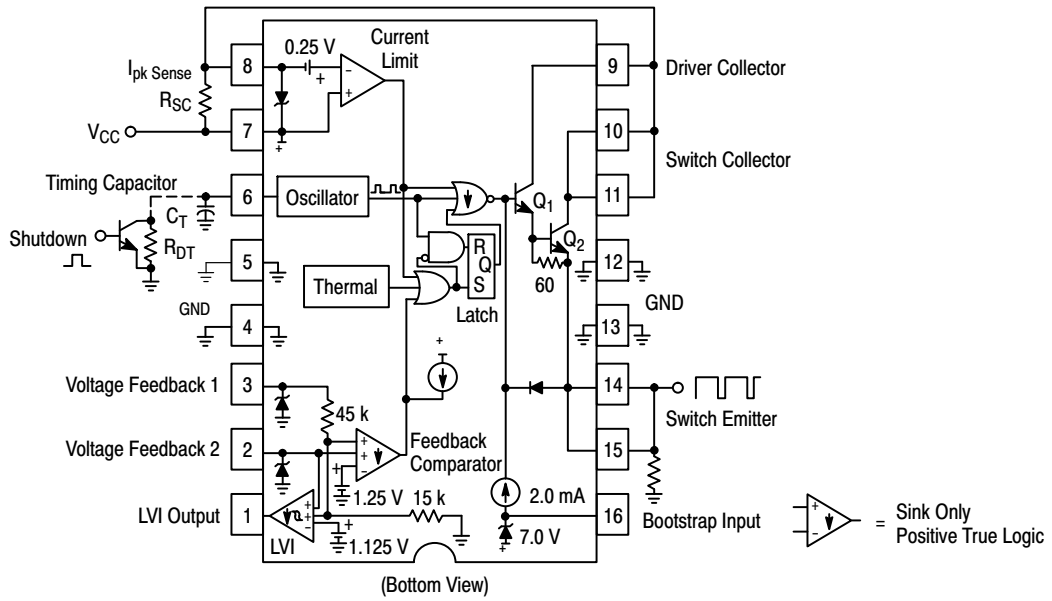 Current
Limit
0.25 V
I pk Sense
8
9
Driver Collector
RSC
VCC
7
10
Switch Collector
Timing Capacitor
6
Oscillator
11
CT
Q1
Shutdown
RDT
Q2
5
R
Q
S
60
12
Thermal
Latch
GND
4
GND
13
+
Voltage Feedback 1
3
14
45 k
Switch Emitter
Voltage Feedback 2
2
Feedback
Comparator
15
1.25 V
15 k
2.0 mA
LVI Output
1
16
Bootstrap Input
LVI
1.125 V
7.0 V
= Sink Only
Positive True Logic
(Bottom View)